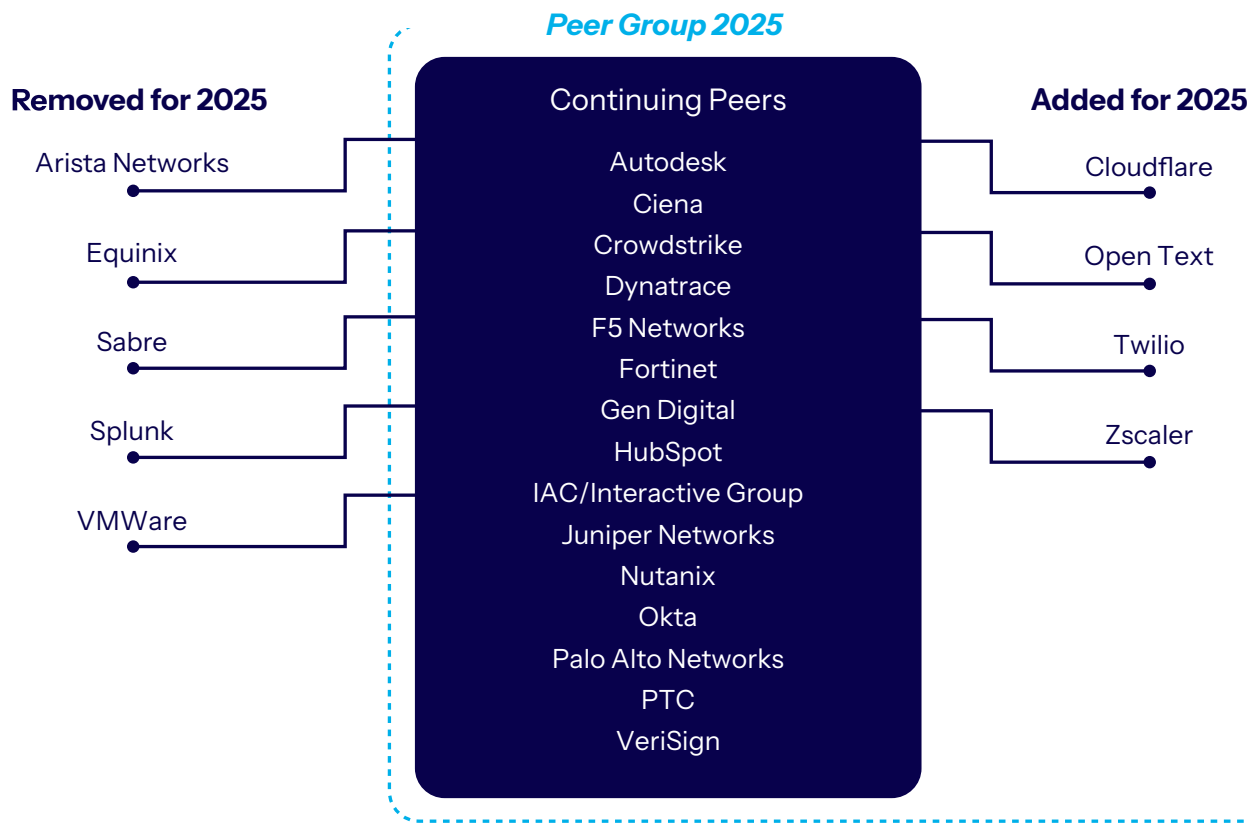 Peer Group 2025
Removed for 2025
Arista Networks
Equinix
Sabre
Splunk
VMWare
Continuing Peers
Autodesk
Ciena
Crowdstrike
Dynatrace
F5 Networks
Fortinet
Gen Digital
HubSpot
IAC/Interactive Group
Juniper Networks
Nutanix
Okta
Palo Alto Networks
PTC
VeriSign
Added for 2025
Cloudflare
Open Text
Twilio
Zscaler